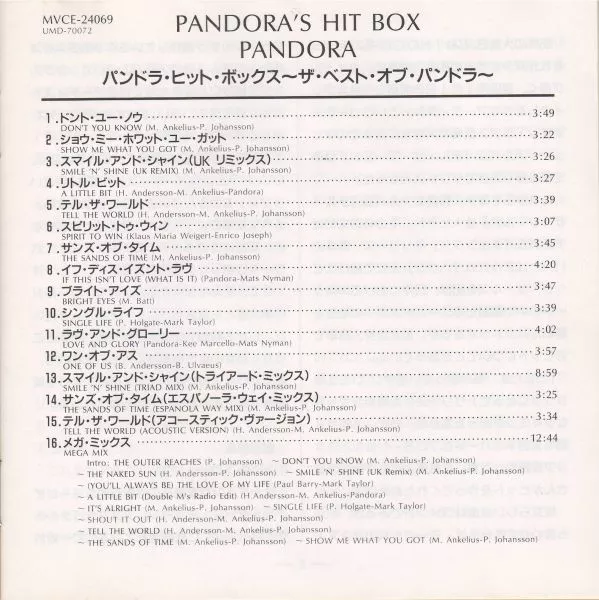 MVCE-24069
UMD-70072
PANDORA'S HIT BOX
PANDORA
パンドラ・ヒット・ボックス〜ザ・ベスト・オブ・パンドラ〜
1.ドント・ユー・ノウ 3:49
DON'T YOU KNOW (M. Ankelius-P. Johansson)
2.ショウ・ミー・ホワット・ユー・ガット 3:22
SHOW ME WHAT YOU GOT (M. Ankelius-P. Johansson)
3.スマイル・アンド・シャイン(UK リミックス) 3:26
SMILE 'N' SHINE (UK REMIX) (M. Ankelius-P. Johansson)
4.リトル・ビット 3:27
A LITTLE BIT (H. Andersson-M. Ankelius-Pandora)
5.テル・ザ・ワールド 3:39
TELL THE WORLD (H. Andersson-M. Ankelius-P. Johansson)
6.スピリット・トゥ・ウィン 3:07
SPIRIT TO WIN (Klaus Maria Weigert-Enrico Joseph)
7.サンズ・オブ・タイム 3:45
THE SANDS OF TIME (M. Ankelius-P. Johansson)
8.イフ・ディス・イズント・ラヴ 4:20
IF THIS ISN'T LOVE (WHAT IS IT) (Pandora-Mats Nyman)
9.ブライト・アイズ 3:47
BRIGHT EYES (M. Batt)
10.シングル・ライフ 3:39
SINGLE LIFE (P. Holgate-Mark Taylor)
11.ラヴ・アンド・グローリー 4:02
LOVE AND GLORY (Pandora-Kee Marcello-Mats Nyman)
12.ワン・オブ・アス 3:57
ONE OF US (B. Andersson-B. Ulvaeus)
13.スマイル・アンド・シャイン(トライアード・ミックス) 8:59
SMILE 'N' SHINE (TRIAD MIX) (M. Ankelius-P. Johansson)
14.サンズ・オブ・タイム(エスパノーラ・ウェイ・ミックス) 3:25
THE SANDS OF TIME (ESPANOLA WAY MIX) (M. Ankelius-P. Johansson)
15.テル・ザ・ワールド(アコースティック・ヴァージョン) 3:34
TELL THE WORLD (ACOUSTIC VERSION) (H. Andersson-M. Ankelius-P. Johansson)
16.メガ・ミックス 12:44
MEGA MIX
Intro: THE OUTER REACHES (P. Johansson) 〜 DON'T YOU KNOW (M. Ankelius-P. Johansson)
〜 THE NAKED SUN (H. Andersson-P. Johansson) 〜 SMILE 'N' SHINE (UK Remix) (M. Ankelius-P. Johansson)
〜 (YOU'LL ALWAYS BE) THE LOVE OF MY LIFE (Paul Barry-Mark Taylor)
〜 A LITTLE BIT (Double M's Radio Edit) (H.Andersson-M. Ankelius-Pandora)
〜 IT'S ALRIGHT (M. Ankelius-P. Johansson) 〜 SINGLE LIFE (P. Holgate-Mark Taylor)
〜 SHOUT IT OUT (H. Andersson-M. Ankelius-P. Johansson)
〜 TELL THE WORLD (H. Andersson-M. Ankelius-P. Johansson)
〜 THE SANDS OF TIME (M. Ankelius-P. Johansson) 〜 SHOW ME WHAT YOU GOT (M. Ankelius-P. Johansson)